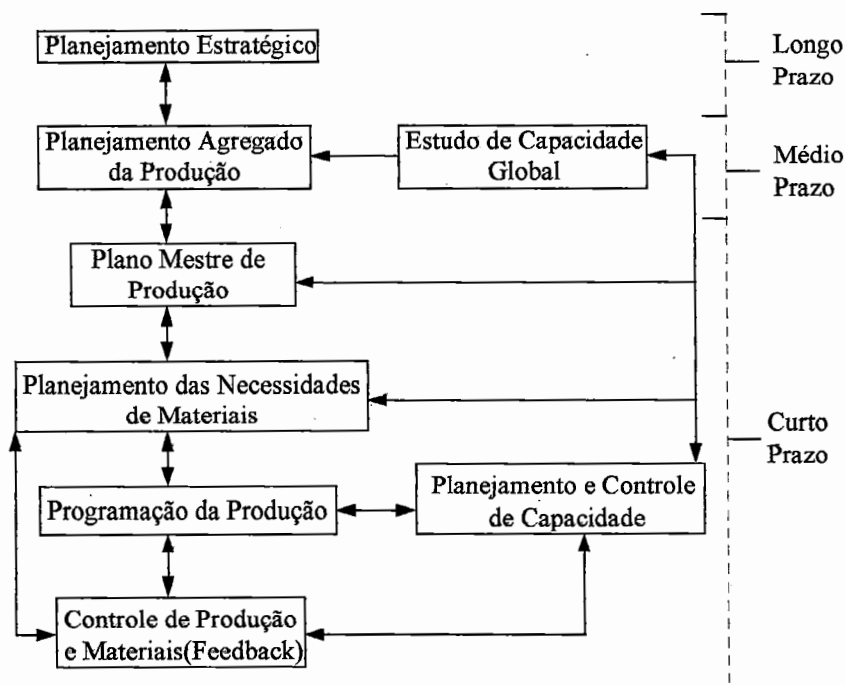 Planejamento Estratégico
Longo
Prazo
Planejamento Agregado
da Produção
Estudo de Capacidade
Global
Médio
Prazo
Plano Mestre de
Produção
Planejamento das Necessidades
de Materiais
Curto
Prazo
Programação da Produção
Planejamento e Controle
de Capacidade
Controle de Produção
e Materiais(Feedback)